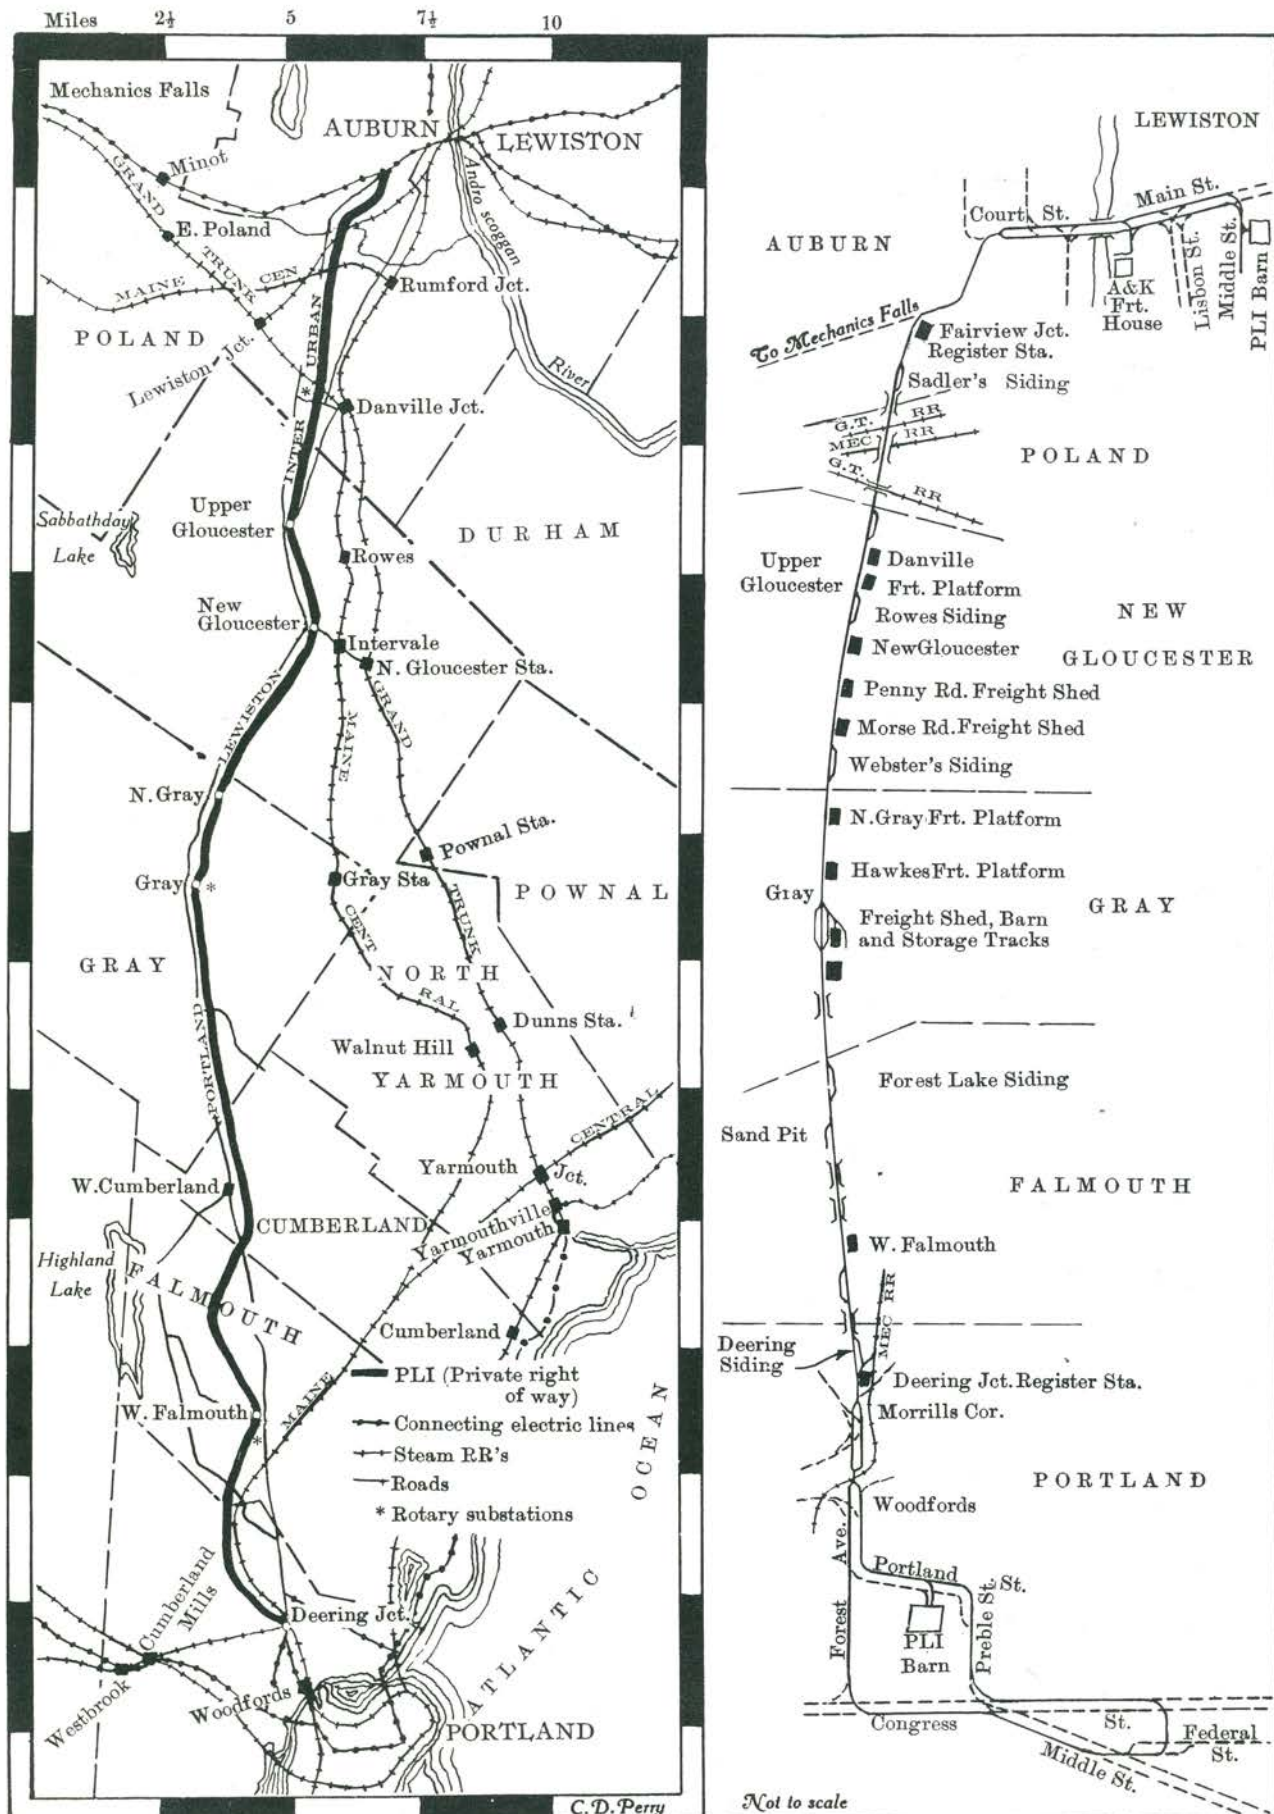 Miles 2½ 5 7½ 10
Mechanics Falls
AUBURN
LEWISTON
Minot
GRAND
E. Poland
TRUNK
Andro scoggan
MAINE CEN
Rumford Jct.
POLAND
URBAN
Lewiston Jct.
*
River
Danville Jct.
INTER
Upper
Gloucester
Sabbathday
Lake
DURHAM
Rowes
New
Gloucester
Intervale
N. Gloucester Sta.
LEWISTON
MAINE
GRAND
N. Gray
Pownal Sta.
Gray
*
Gray Sta
TRUNK
POWNAL
CENT
GRAY
NORTH
RAL
PORTLAND
Dunns Sta.
Walnut Hill
YARMOUTH
CENTRAL
Yarmouth Jct.
W. Cumberland
Yarmouthville
CUMBERLAND
Yarmouth
Highland
Lake
FALMOUTH
Cumberland
PLI (Private right
of way)
MAINE
W. Falmouth
*
Connecting electric lines
Steam RR's
Roads
* Rotary substations
OCEAN
Cumberland
Mills
Deering Jct.
ATLANTIC
Westbrook
Woodfords
PORTLAND
C. D. Perry
LEWISTON
Main St.
Court St.
AUBURN
A&K
Frt.
House
Lisbon St.
Middle St.
PLI Barn
To Mechanics Falls
Fairview Jct.
Register Sta.
Sadler's Siding
G.T. RR
MEC RR
POLAND
G.T. RR
Upper
Gloucester
Danville
Frt. Platform
Rowes Siding
NEW
GLOUCESTER
New Gloucester
Penny Rd. Freight Shed
Morse Rd. Freight Shed
Webster's Siding
N. Gray Frt. Platform
Hawkes Frt. Platform
Gray
GRAY
Freight Shed, Barn
and Storage Tracks
Forest Lake Siding
Sand Pit
FALMOUTH
W. Falmouth
MEC RR
Deering
Siding
Deering Jct. Register Sta.
Morrills Cor.
PORTLAND
Woodfords
Forest Ave.
Portland St.
Preble St.
PLI
Barn
Congress St.
Federal
St.
Middle St.
Not to scale